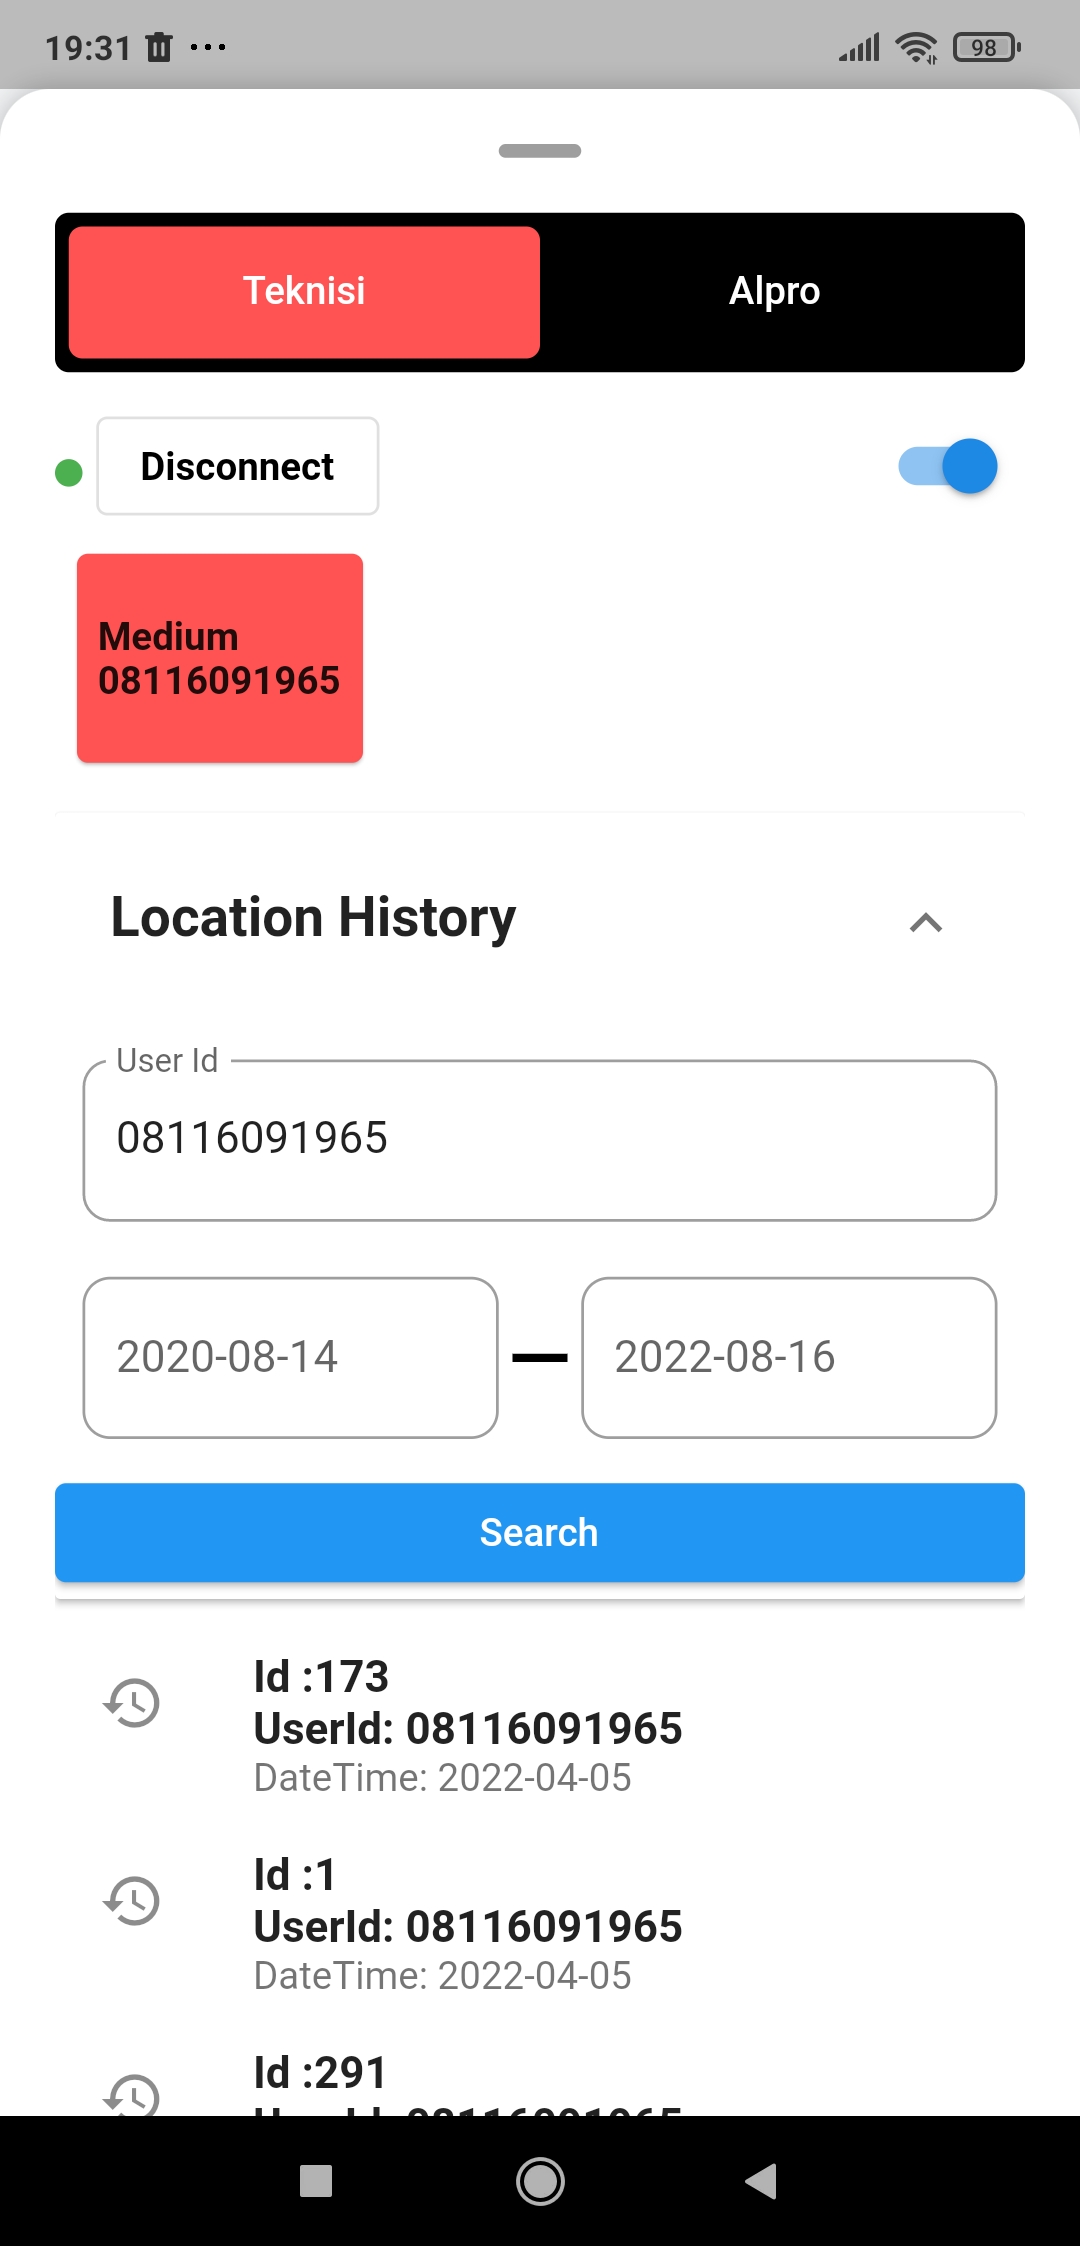 19:31
98
Teknisi
Alpro
Disconnect
Medium
08116091965
Location History
User Id
08116091965
2020-08-14
2022-08-16
Search
Id :173
UserId: 08116091965
DateTime: 2022-04-05
Id :1
UserId: 08116091965
DateTime: 2022-04-05
Id :291
UserId: 08116091965